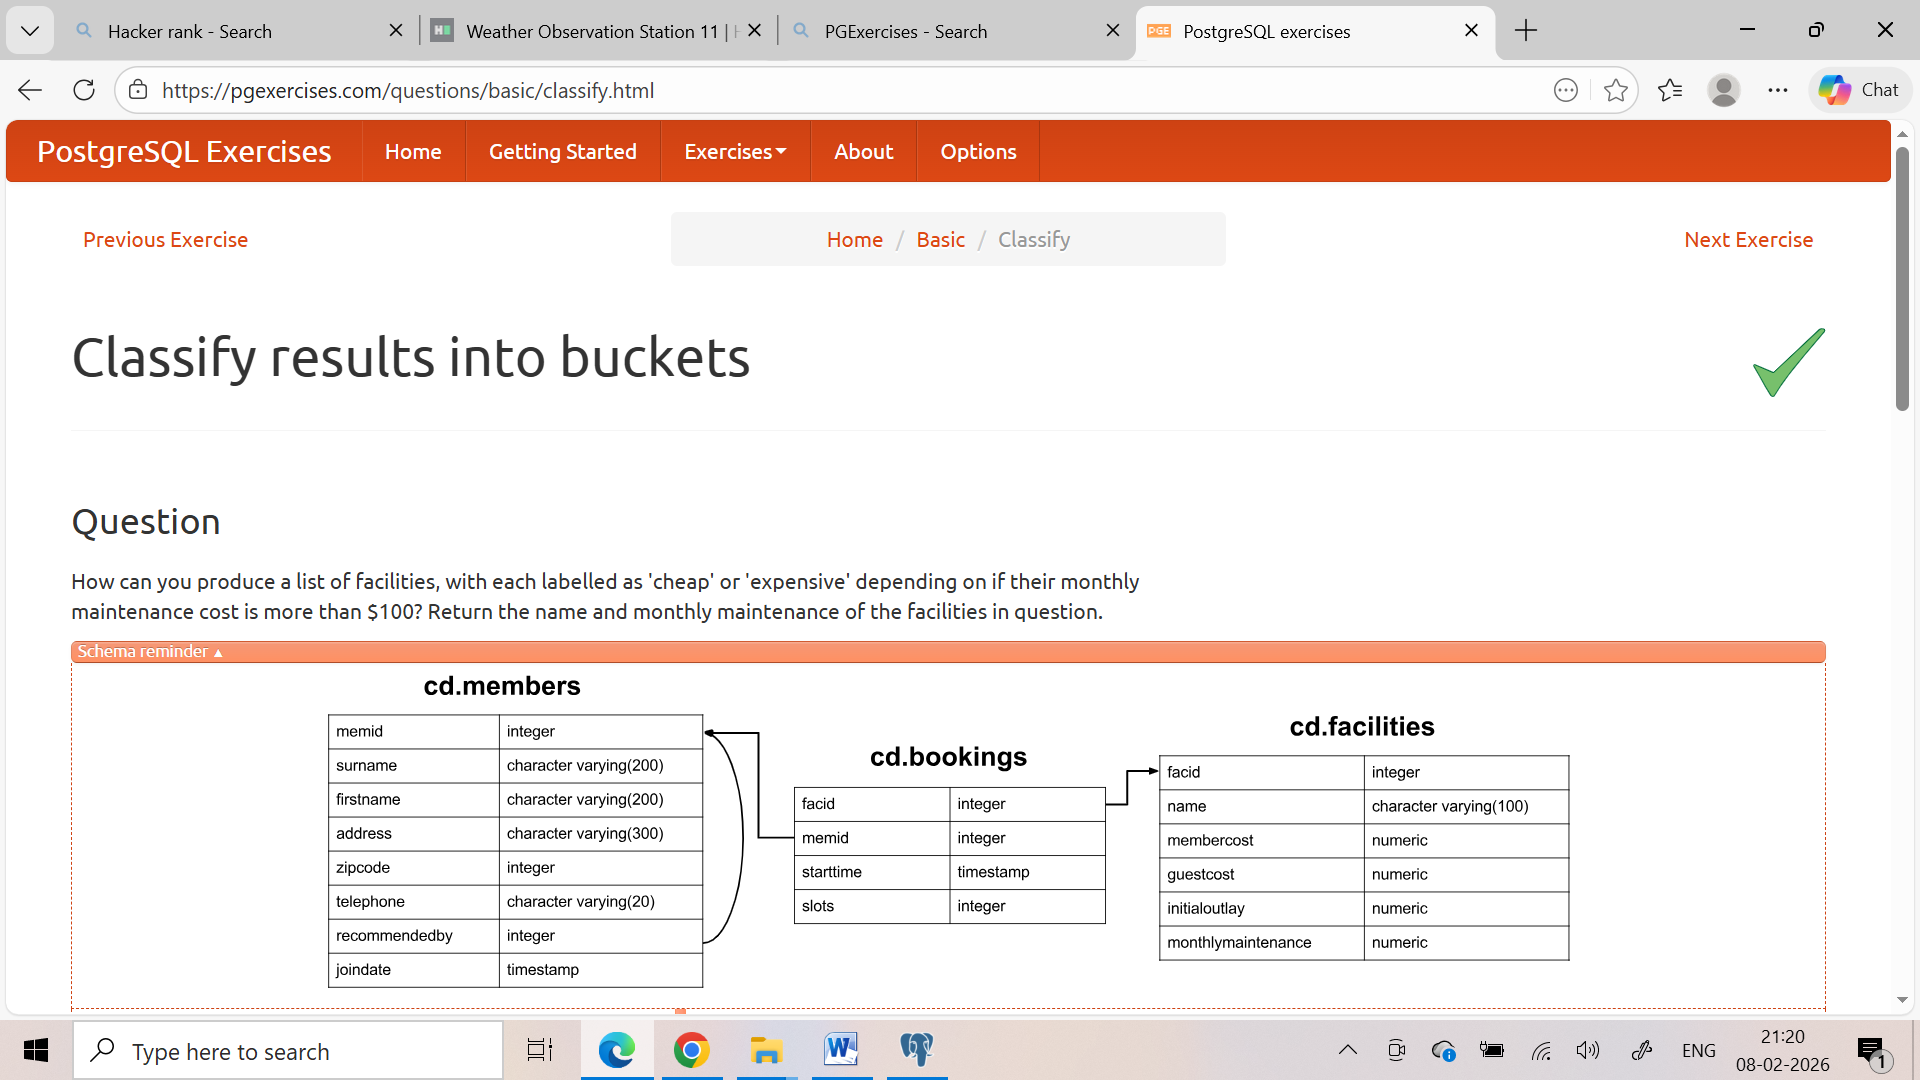 Hacker rank - Search
Weather Observation Station 11 |
PGExercises - Search
PGE
PostgreSQL exercises
https://pgexercises.com/questions/basic/classify.html
Chat
PostgreSQL Exercises
Home
Getting Started
Exercises
About
Options
Previous Exercise
Home / Basic / Classify
Next Exercise
Classify results into buckets
Question
How can you produce a list of facilities, with each labelled as 'cheap' or 'expensive' depending on if their monthly
maintenance cost is more than $100? Return the name and monthly maintenance of the facilities in question.
Schema reminder ▲
cd.members
memid integer
surname character varying(200)
firstname character varying(200)
address character varying(300)
zipcode integer
telephone character varying(20)
recommendedby integer
joindate timestamp
cd.bookings
facid integer
memid integer
starttime timestamp
slots integer
cd.facilities
facid integer
name character varying(100)
membercost numeric
guestcost numeric
initialoutlay numeric
monthlymaintenance numeric
Type here to search
ENG
21:20
08-02-2026
1